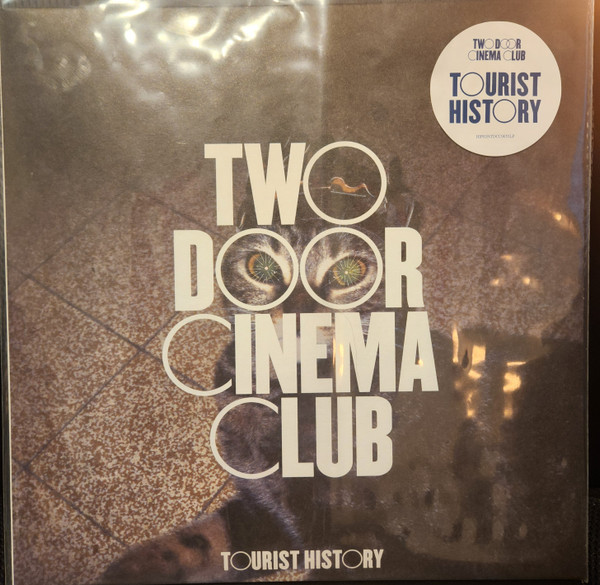 TWO DOOR
CINEMA CLUB
TOURIST
HISTORY
TWO
DOOR
CINEMA
CLUB
TOURIST HISTORY